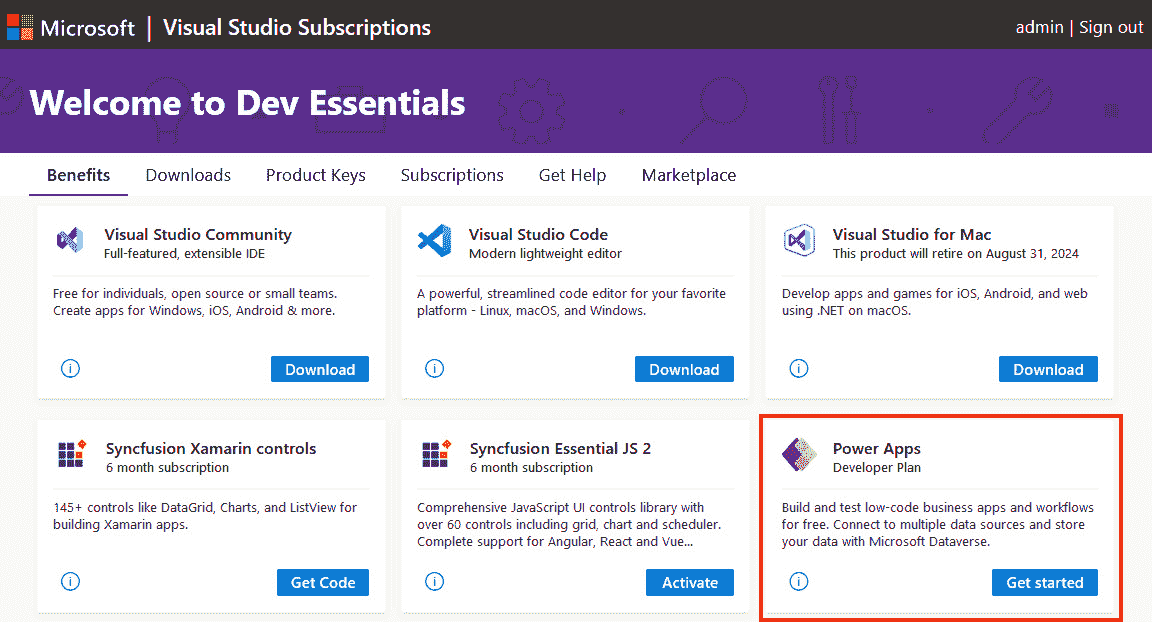 Microsoft | Visual Studio Subscriptions
admin | Sign out
Welcome to Dev Essentials
Benefits
Downloads
Product Keys
Subscriptions
Get Help
Marketplace
Visual Studio Community
Full-featured, extensible IDE
Free for individuals, open source or small teams.
Create apps for Windows, iOS, Android & more.
Download
Visual Studio Code
Modern lightweight editor
A powerful, streamlined code editor for your favorite
platform - Linux, macOS, and Windows.
Download
Visual Studio for Mac
This product will retire on August 31, 2024
Develop apps and games for iOS, Android, and web
using .NET on macOS.
Download
Syncfusion Xamarin controls
6 month subscription
145+ controls like DataGrid, Charts, and ListView for
building Xamarin apps.
Get Code
Syncfusion Essential JS 2
6 month subscription
Comprehensive JavaScript UI controls library with
over 60 controls including grid, chart and scheduler.
Complete support for Angular, React and Vue...
Activate
Power Apps
Developer Plan
Build and test low-code business apps and workflows
for free. Connect to multiple data sources and store
your data with Microsoft Dataverse.
Get started